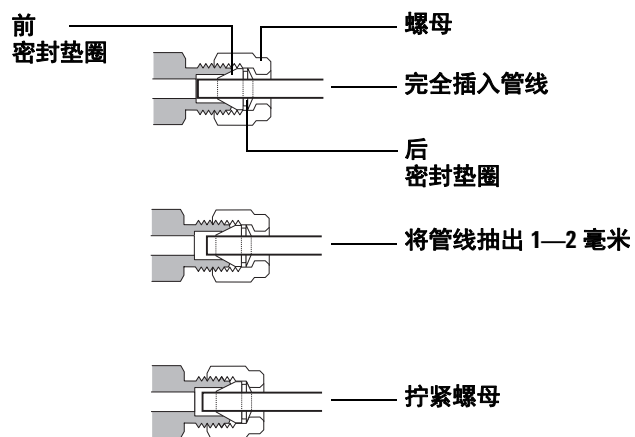 前
密封垫圈
螺母
完全插入管线
后
密封垫圈
将管线抽出 1—2 毫米
拧紧螺母